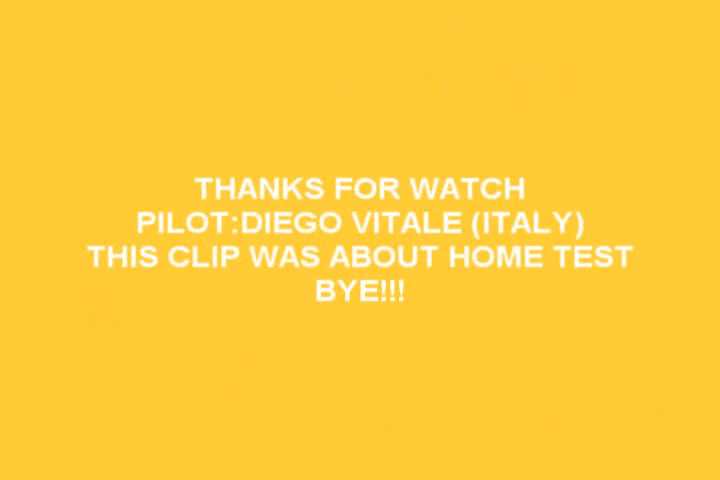 THANKS FOR WATCH
PILOT:DIEGO VITALE (ITALY)
THIS CLIP WAS ABOUT HOME TEST
BYE!!!